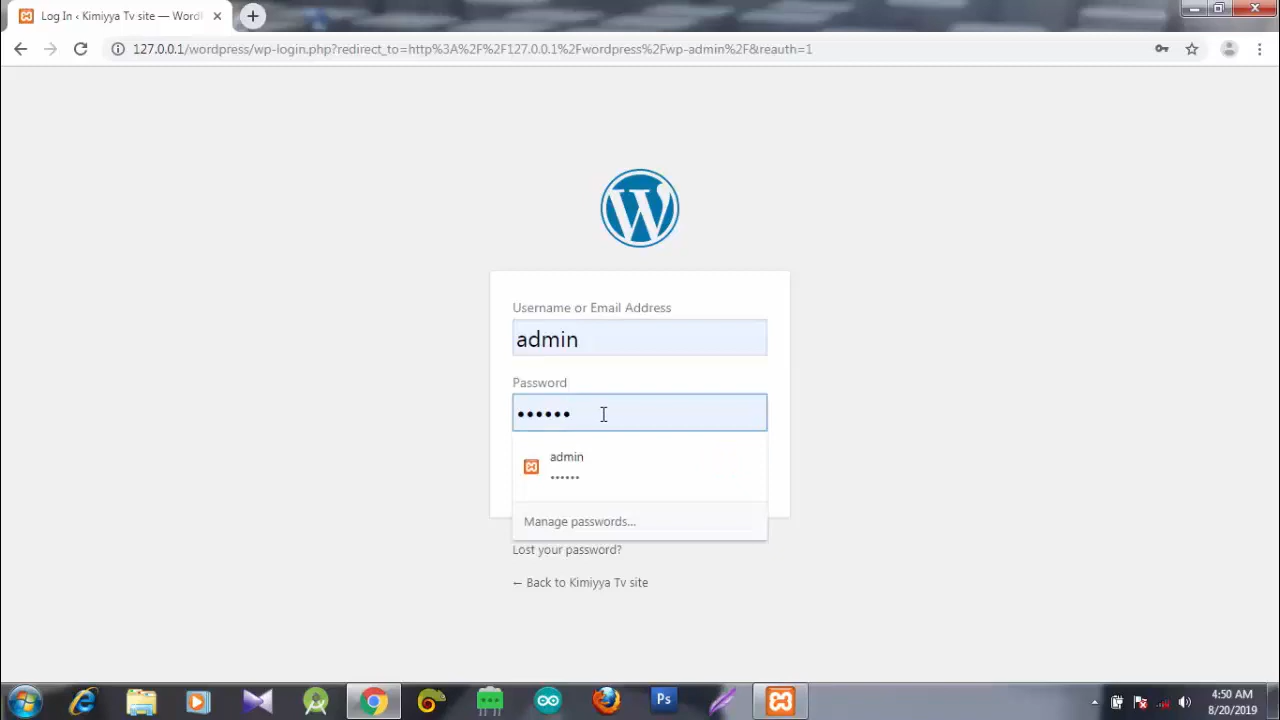 Log In ‹ Kimiyya Tv site — Word
127.0.0.1/wordpress/wp-login.php?redirect_to=http%3A%2F%2F127.0.0.1%2Fwordpress%2Fwp-admin%2F&reauth=1
Username or Email Address
admin
Password
••••••
admin
••••••
Manage passwords...
Lost your password?
← Back to Kimiyya Tv site
Ps
4:50 AM
8/20/2019